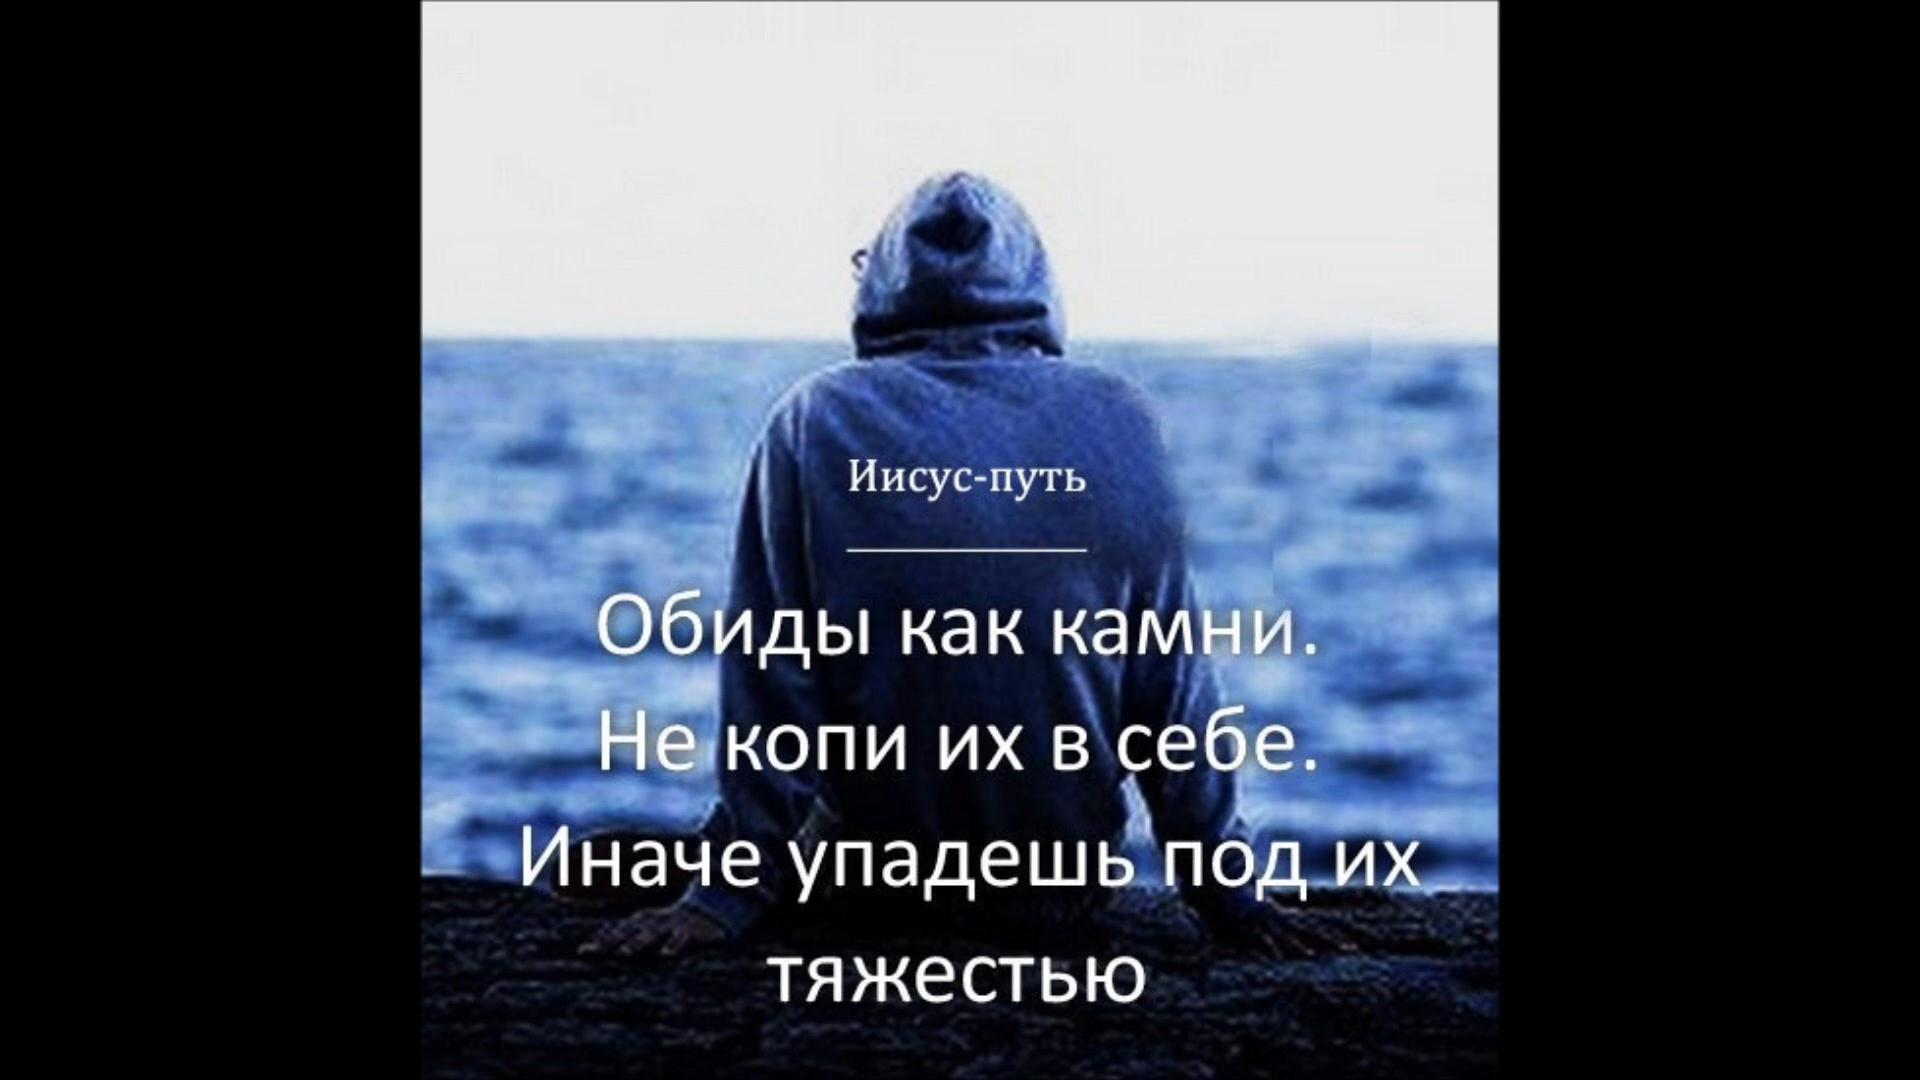 Иисус-путь
Обиды как камни.
Не копи их в себе.
Иначе упадешь под их
тяжестью